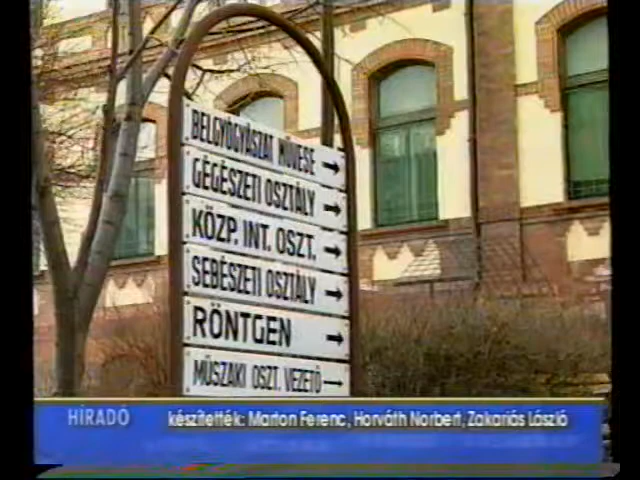 BELGYÓGYÁSZAT MŰVESE
GÉGÉSZETI OSZTÁLY
KÖZP. INT. OSZT.
SEBÉSZETI OSZTÁLY
RÖNTGEN
MŰSZAKI OSZT. VEZETŐ
HÍRADÓ
készítették: Marton Ferenc, Horváth Norbert, Zakariás László